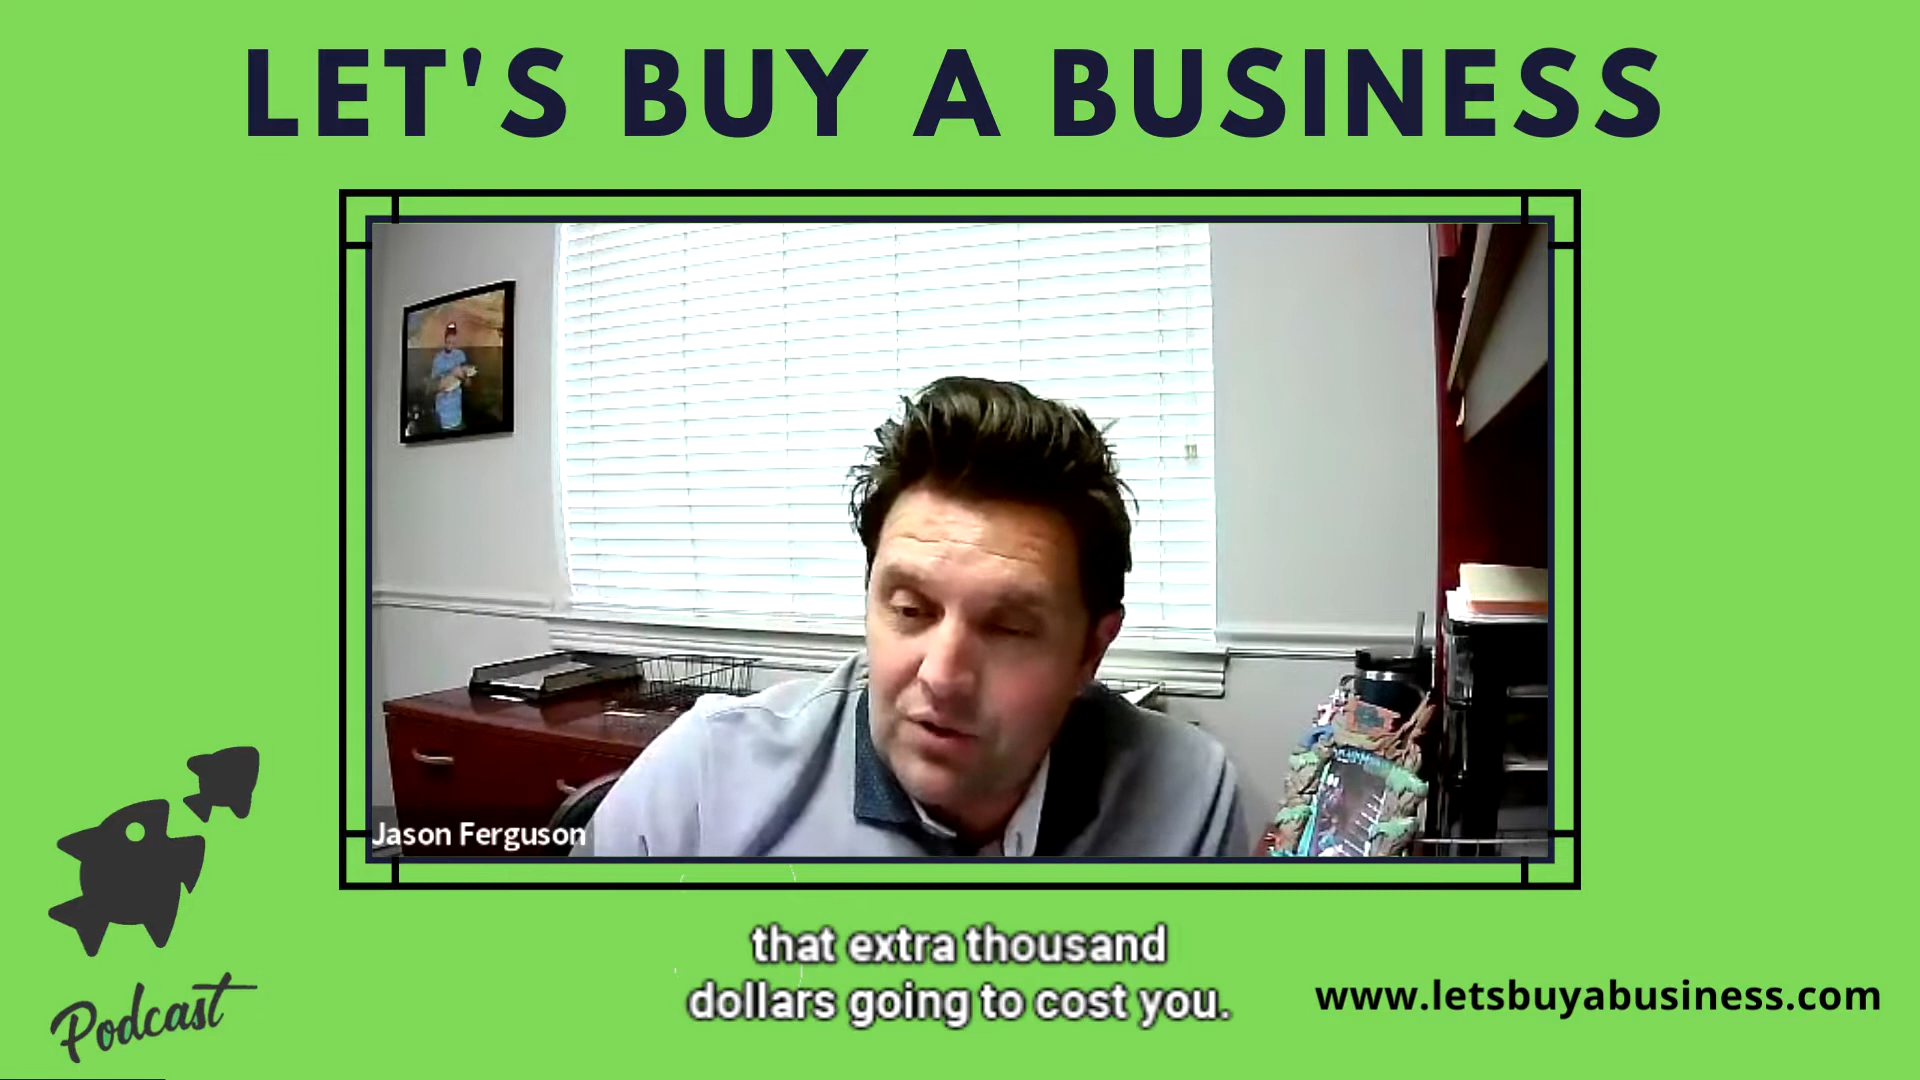 LET'S BUY A BUSINESS
Jason Ferguson
that extra thousand
dollars going to cost you.
www.letsbuyabusiness.com
Podcast